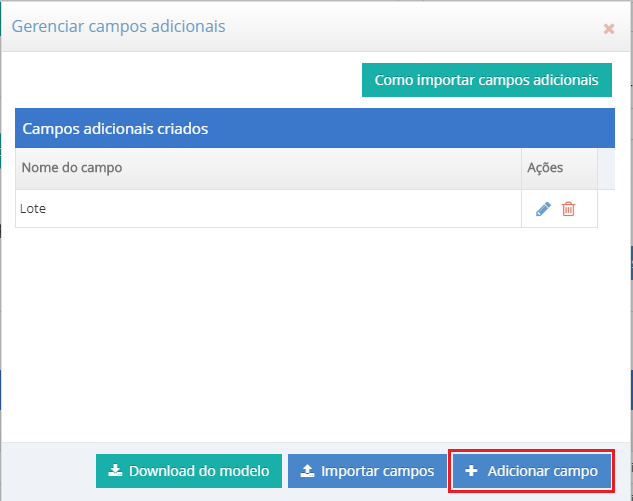 Gerenciar campos adicionais
Como importar campos adicionais
Campos adicionais criados
Nome do campo Ações
Lote
Download do modelo Importar campos Adicionar campo